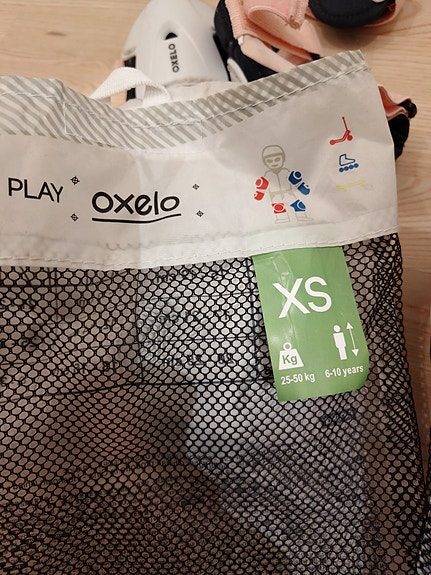 OXELO
PLAY oxelo
XS
Kg
25-50 kg 6-10 years